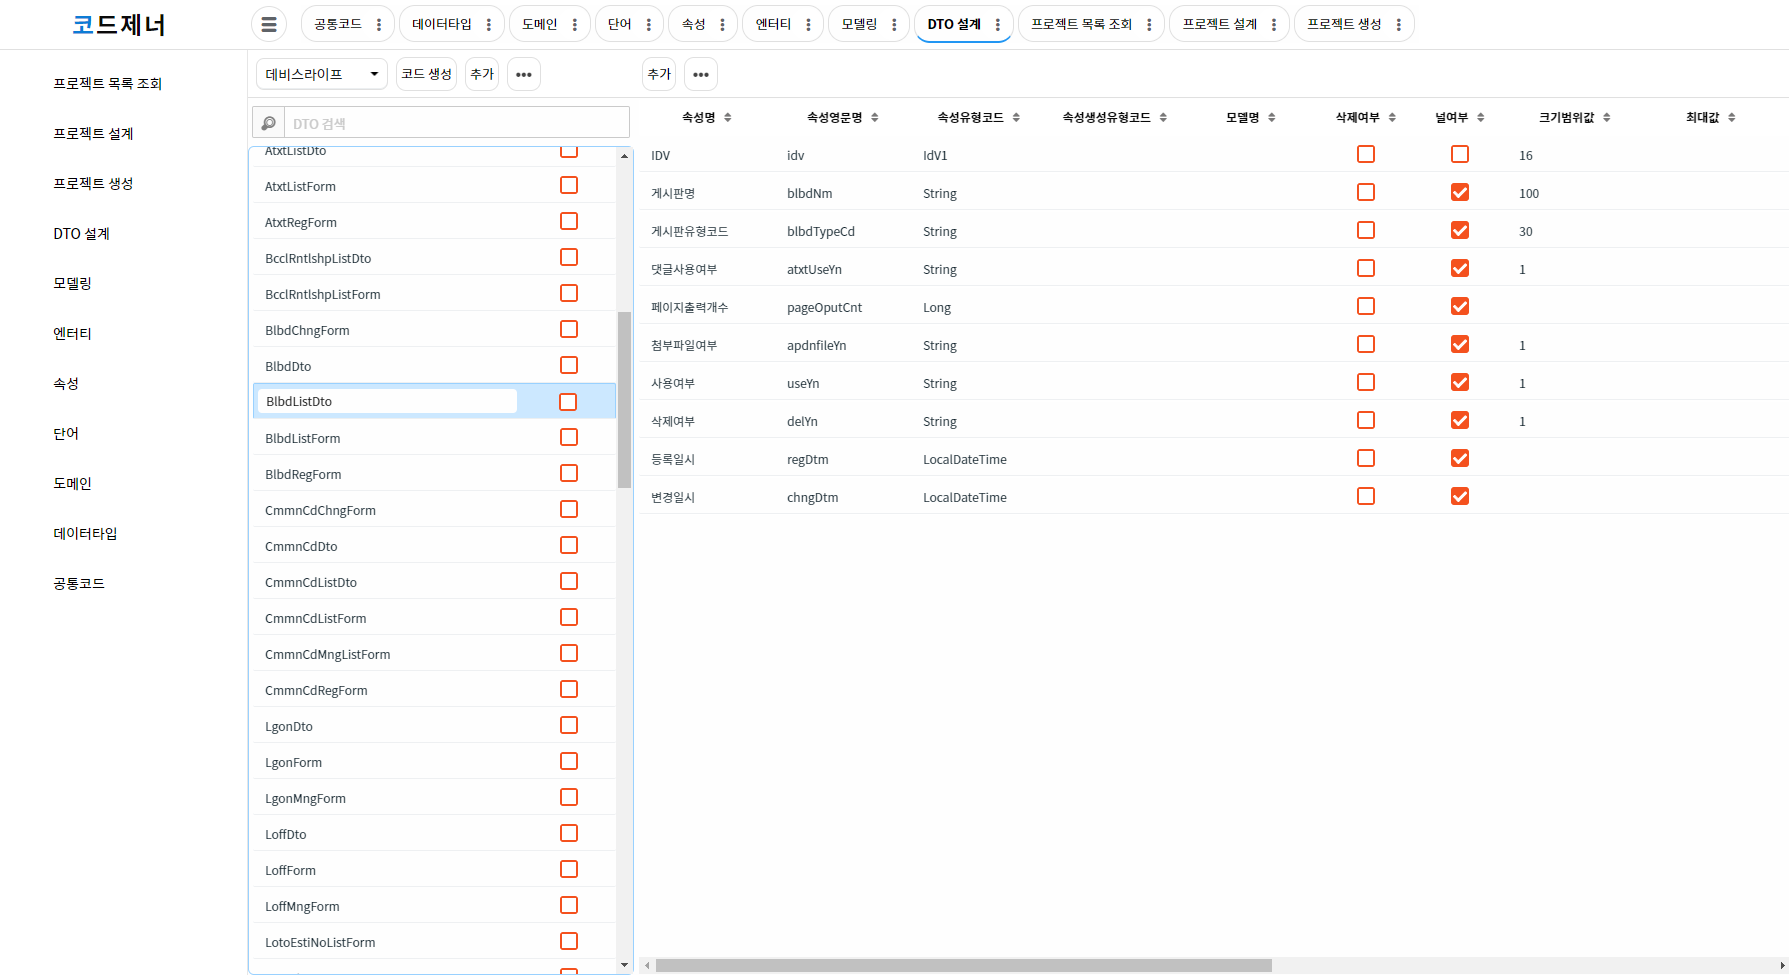 코드제너
공통코드 데이터타입 도메인 단어 속성 엔터티 모델링 DTO 설계 프로젝트 목록 조회 프로젝트 설계 프로젝트 생성
프로젝트 목록 조회
프로젝트 설계
프로젝트 생성
DTO 설계
모델링
엔터티
속성
단어
도메인
데이터타입
공통코드
데비스라이프 코드 생성 추가
DTO 검색
AtxtListDto
AtxtListForm
AtxtRegForm
BcclRntlshpListDto
BcclRntlshpListForm
BlbdChngForm
BlbdDto
BlbdListDto
BlbdListForm
BlbdRegForm
CmmnCdChngForm
CmmnCdDto
CmmnCdListDto
CmmnCdListForm
CmmnCdMngListForm
CmmnCdRegForm
LgonDto
LgonForm
LgonMngForm
LoffDto
LoffForm
LoffMngForm
LotoEstiNoListForm
추가
속성명 속성영문명 속성유형코드 속성생성유형코드 모델명 삭제여부 널여부 크기범위값 최대값
IDV idv IdV1 16
게시판명 blbdNm String 100
게시판유형코드 blbdTypeCd String 30
댓글사용여부 atxtUseYn String 1
페이지출력개수 pageOputCnt Long
첨부파일여부 apdnfileYn String 1
사용여부 useYn String 1
삭제여부 delYn String 1
등록일시 regDtm LocalDateTime
변경일시 chngDtm LocalDateTime